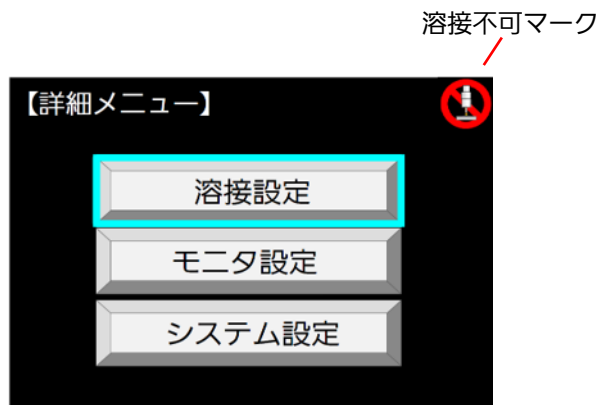 溶接不可マーク
【詳細メニュー】
溶接設定
モニタ設定
システム設定